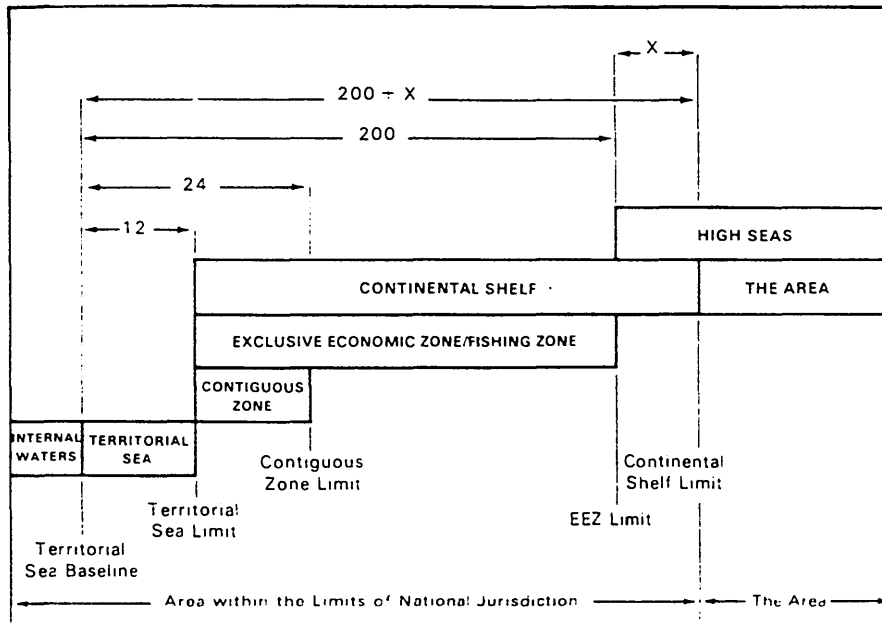 X
200 + X
200
24
12
HIGH SEAS
CONTINENTAL SHELF
THE AREA
EXCLUSIVE ECONOMIC ZONE/FISHING ZONE
CONTIGUOUS
ZONE
INTERNAL
WATERS
TERRITORIAL
SEA
Contiguous
Zone Limit
Continental
Shelf Limit
Territorial
Sea Limit
EEZ Limit
Territorial
Sea Baseline
Area within the Limits of National Jurisdiction
The Area